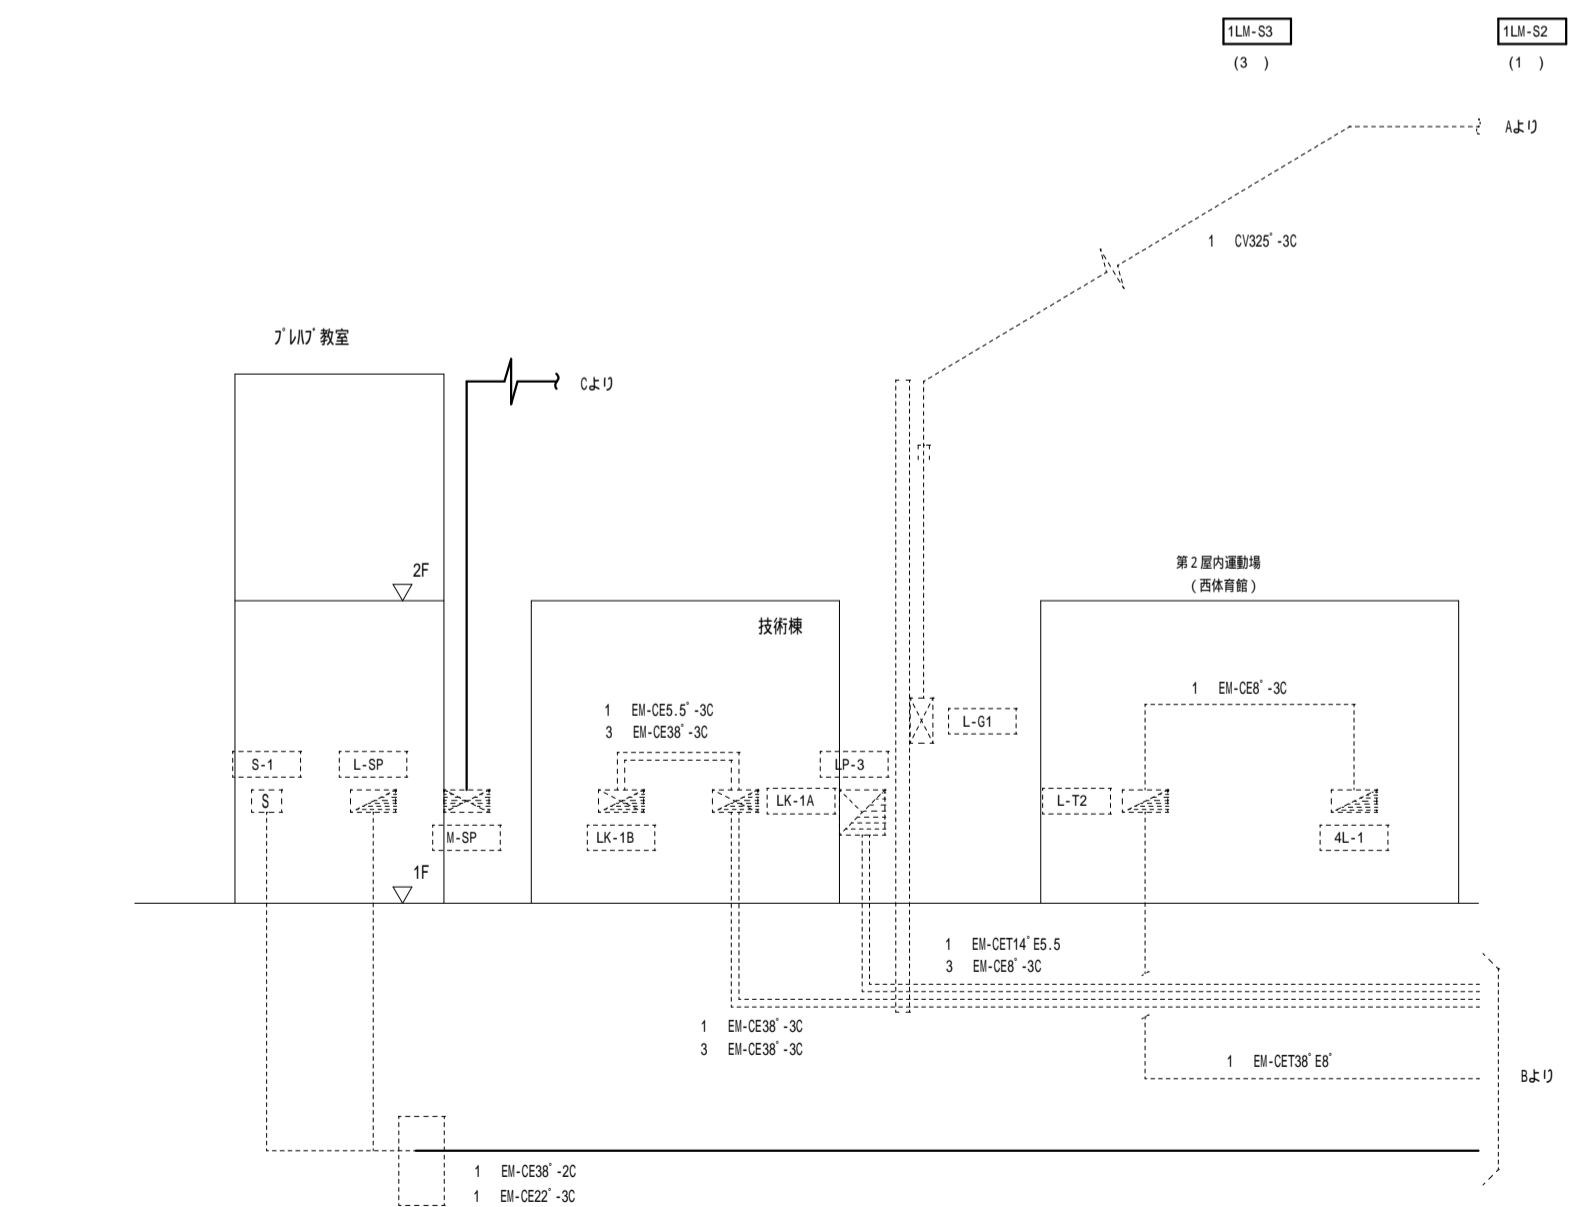 1LM-S3
1LM-S2
(3 )
(1 )
Aより
1 CV325゜-3C
ﾌﾟﾚﾊﾌﾞ教室
Cより
2F
第2屋内運動場
(西体育館)
技術棟
1 EM-CE8゜-3C
1 EM-CE5.5゜-3C
3 EM-CE38゜-3C
L-G1
S-1
L-SP
LP-3
S
LK-1A
L-T2
M-SP
LK-1B
4L-1
1F
1 EM-CET14゜E5.5
3 EM-CE8゜-3C
1 EM-CE38゜-3C
3 EM-CE38゜-3C
1 EM-CET38゜E8゜
Bより
1 EM-CE38゜-2C
1 EM-CE22゜-3C